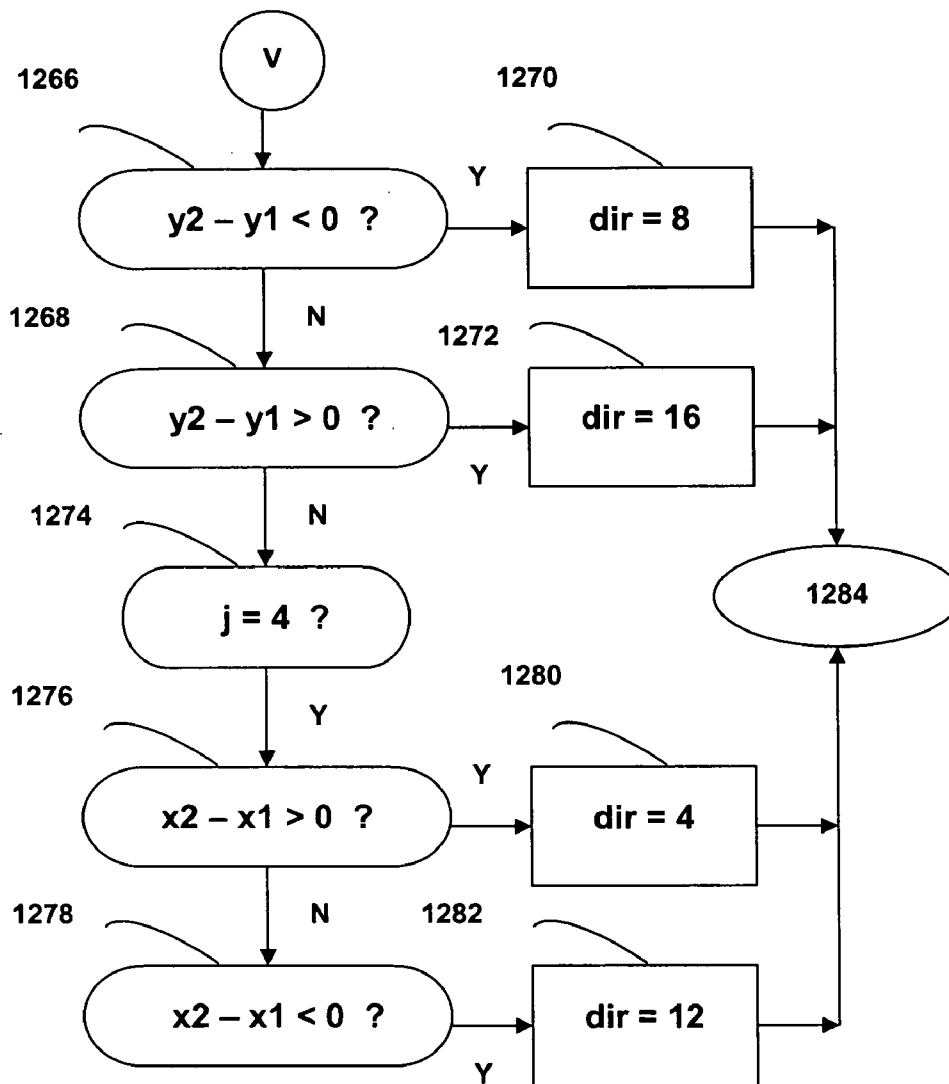 V
1266
1270
y2 – y1 < 0 ?
Y
dir = 8
N
1268
1272
y2 – y1 > 0 ?
Y
dir = 16
N
1274
j = 4 ?
1284
Y
1276
1280
x2 – x1 > 0 ?
Y
dir = 4
N
1278
1282
x2 – x1 < 0 ?
Y
dir = 12